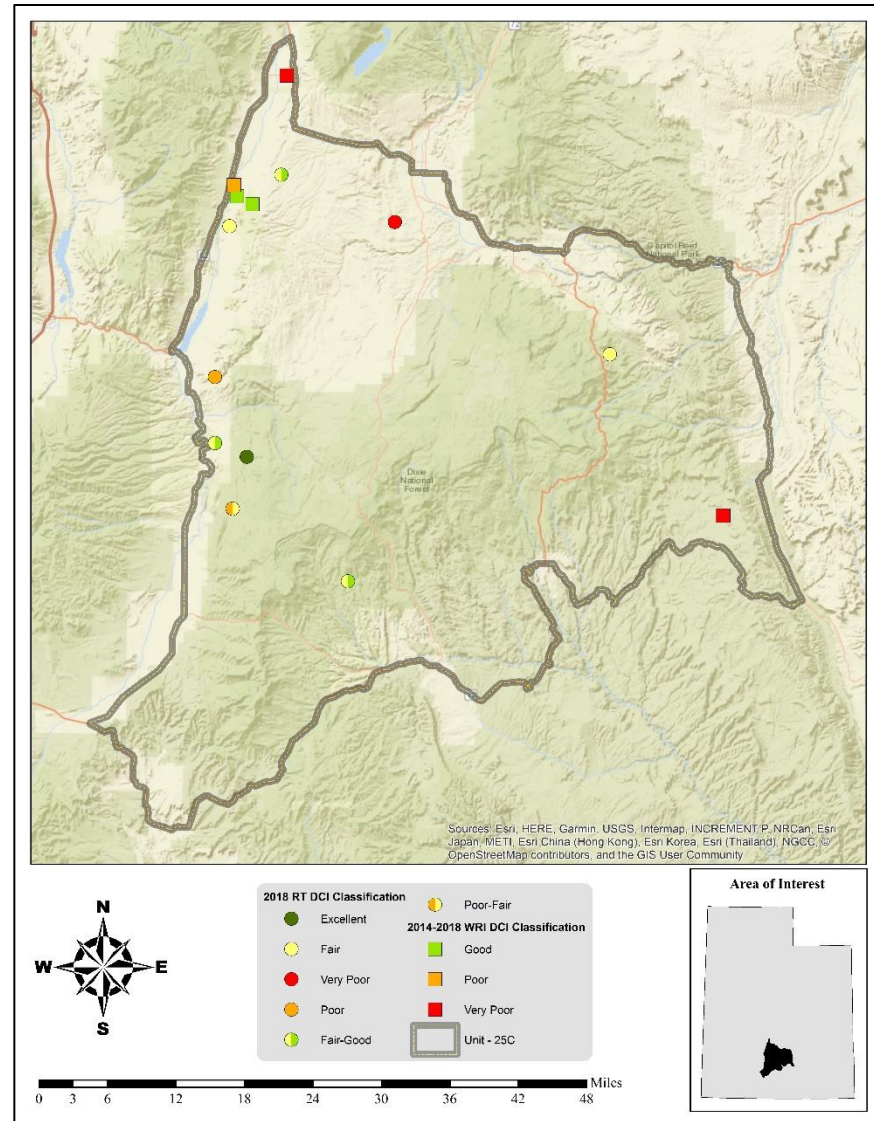 72
Capitol Reef
National Park
Dixie
National
Forest
Sources: Esri, HERE, Garmin, USGS, Intermap, INCREMENT P, NRCan, Esri
Japan, METI, Esri China (Hong Kong), Esri Korea, Esri (Thailand), NGCC, ©
OpenStreetMap contributors, and the GIS User Community
N
W E
S
2018 RT DCI Classification
Excellent
Fair
Very Poor
Poor
Fair-Good
Poor-Fair
2014-2018 WRI DCI Classification
Good
Poor
Very Poor
Unit - 25C
Area of Interest
Miles
0 3 6 12 18 24 30 36 42 48